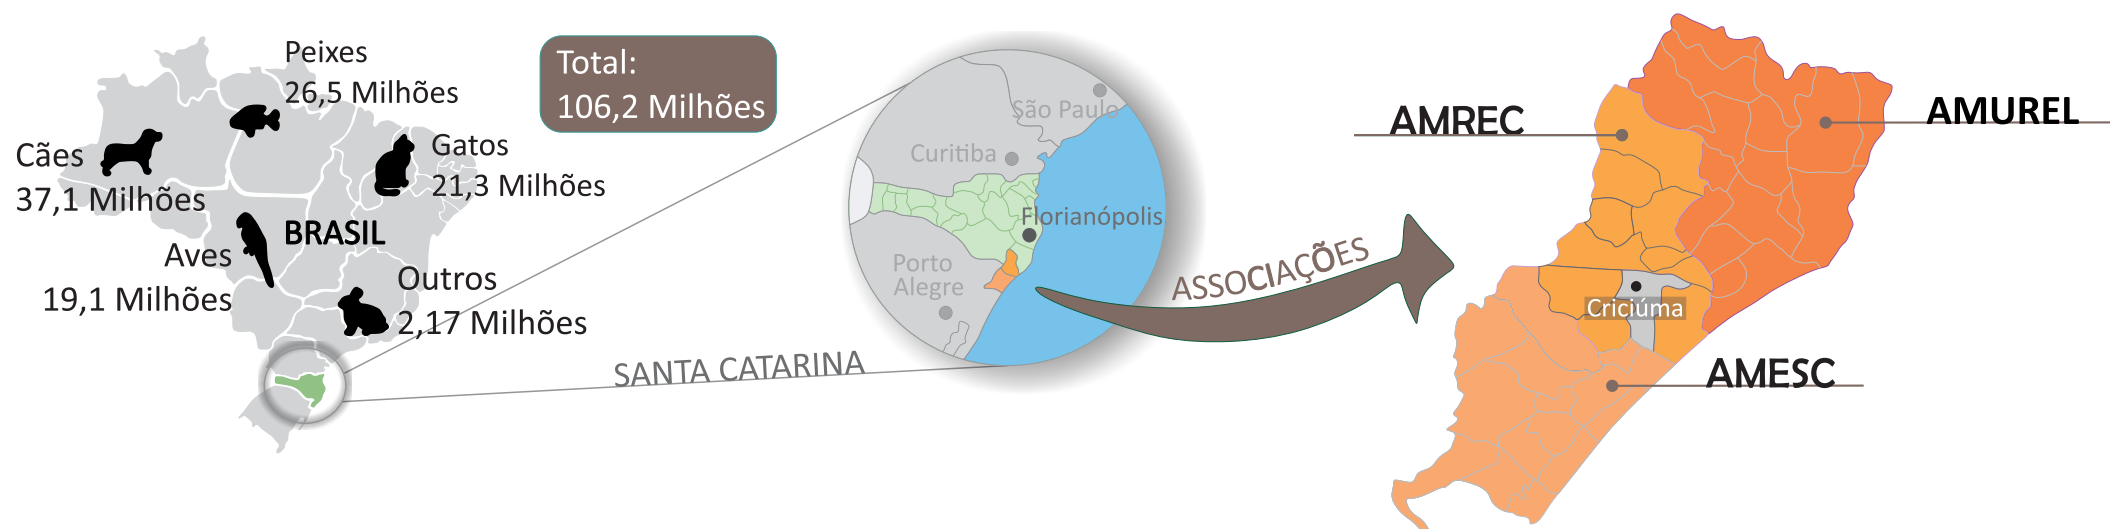 Peixes
26,5 Milhões
Cães
37,1 Milhões
Gatos
21,3 Milhões
BRASIL
Aves
19,1 Milhões
Outros
2,17 Milhões
Total:
106,2 Milhões
SANTA CATARINA
São Paulo
Curitiba
Florianópolis
Porto
Alegre
ASSOCIAÇÕES
AMREC
AMUREL
Criciúma
AMESC